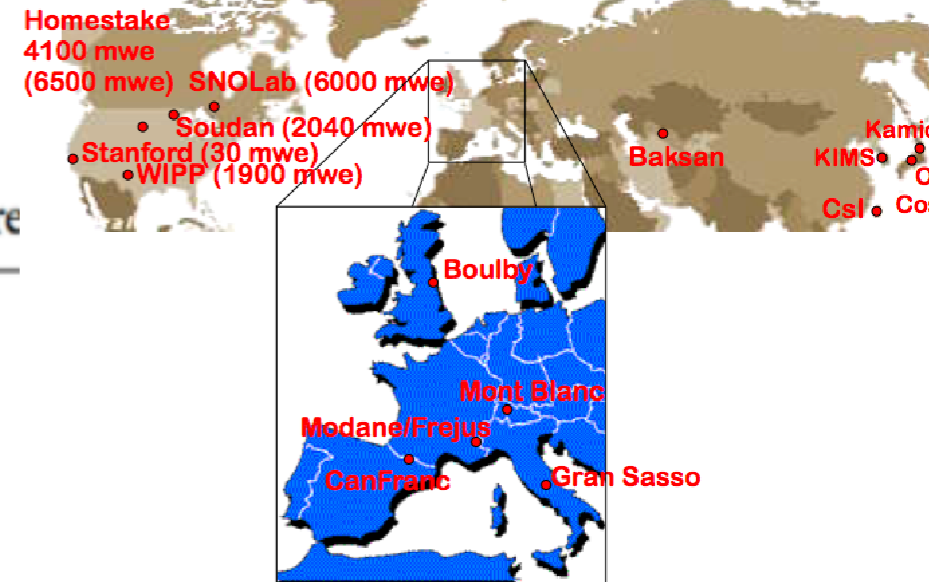 Homestake
4100 mwe
(6500 mwe) SNOLab (6000 mwe)
Soudan (2040 mwe)
Stanford (30 mwe)
WIPP (1900 mwe)
Baksan
KIMS
CsI
Boulby
Mont Blanc
Modane/Frejus
CanFranc
Gran Sasso